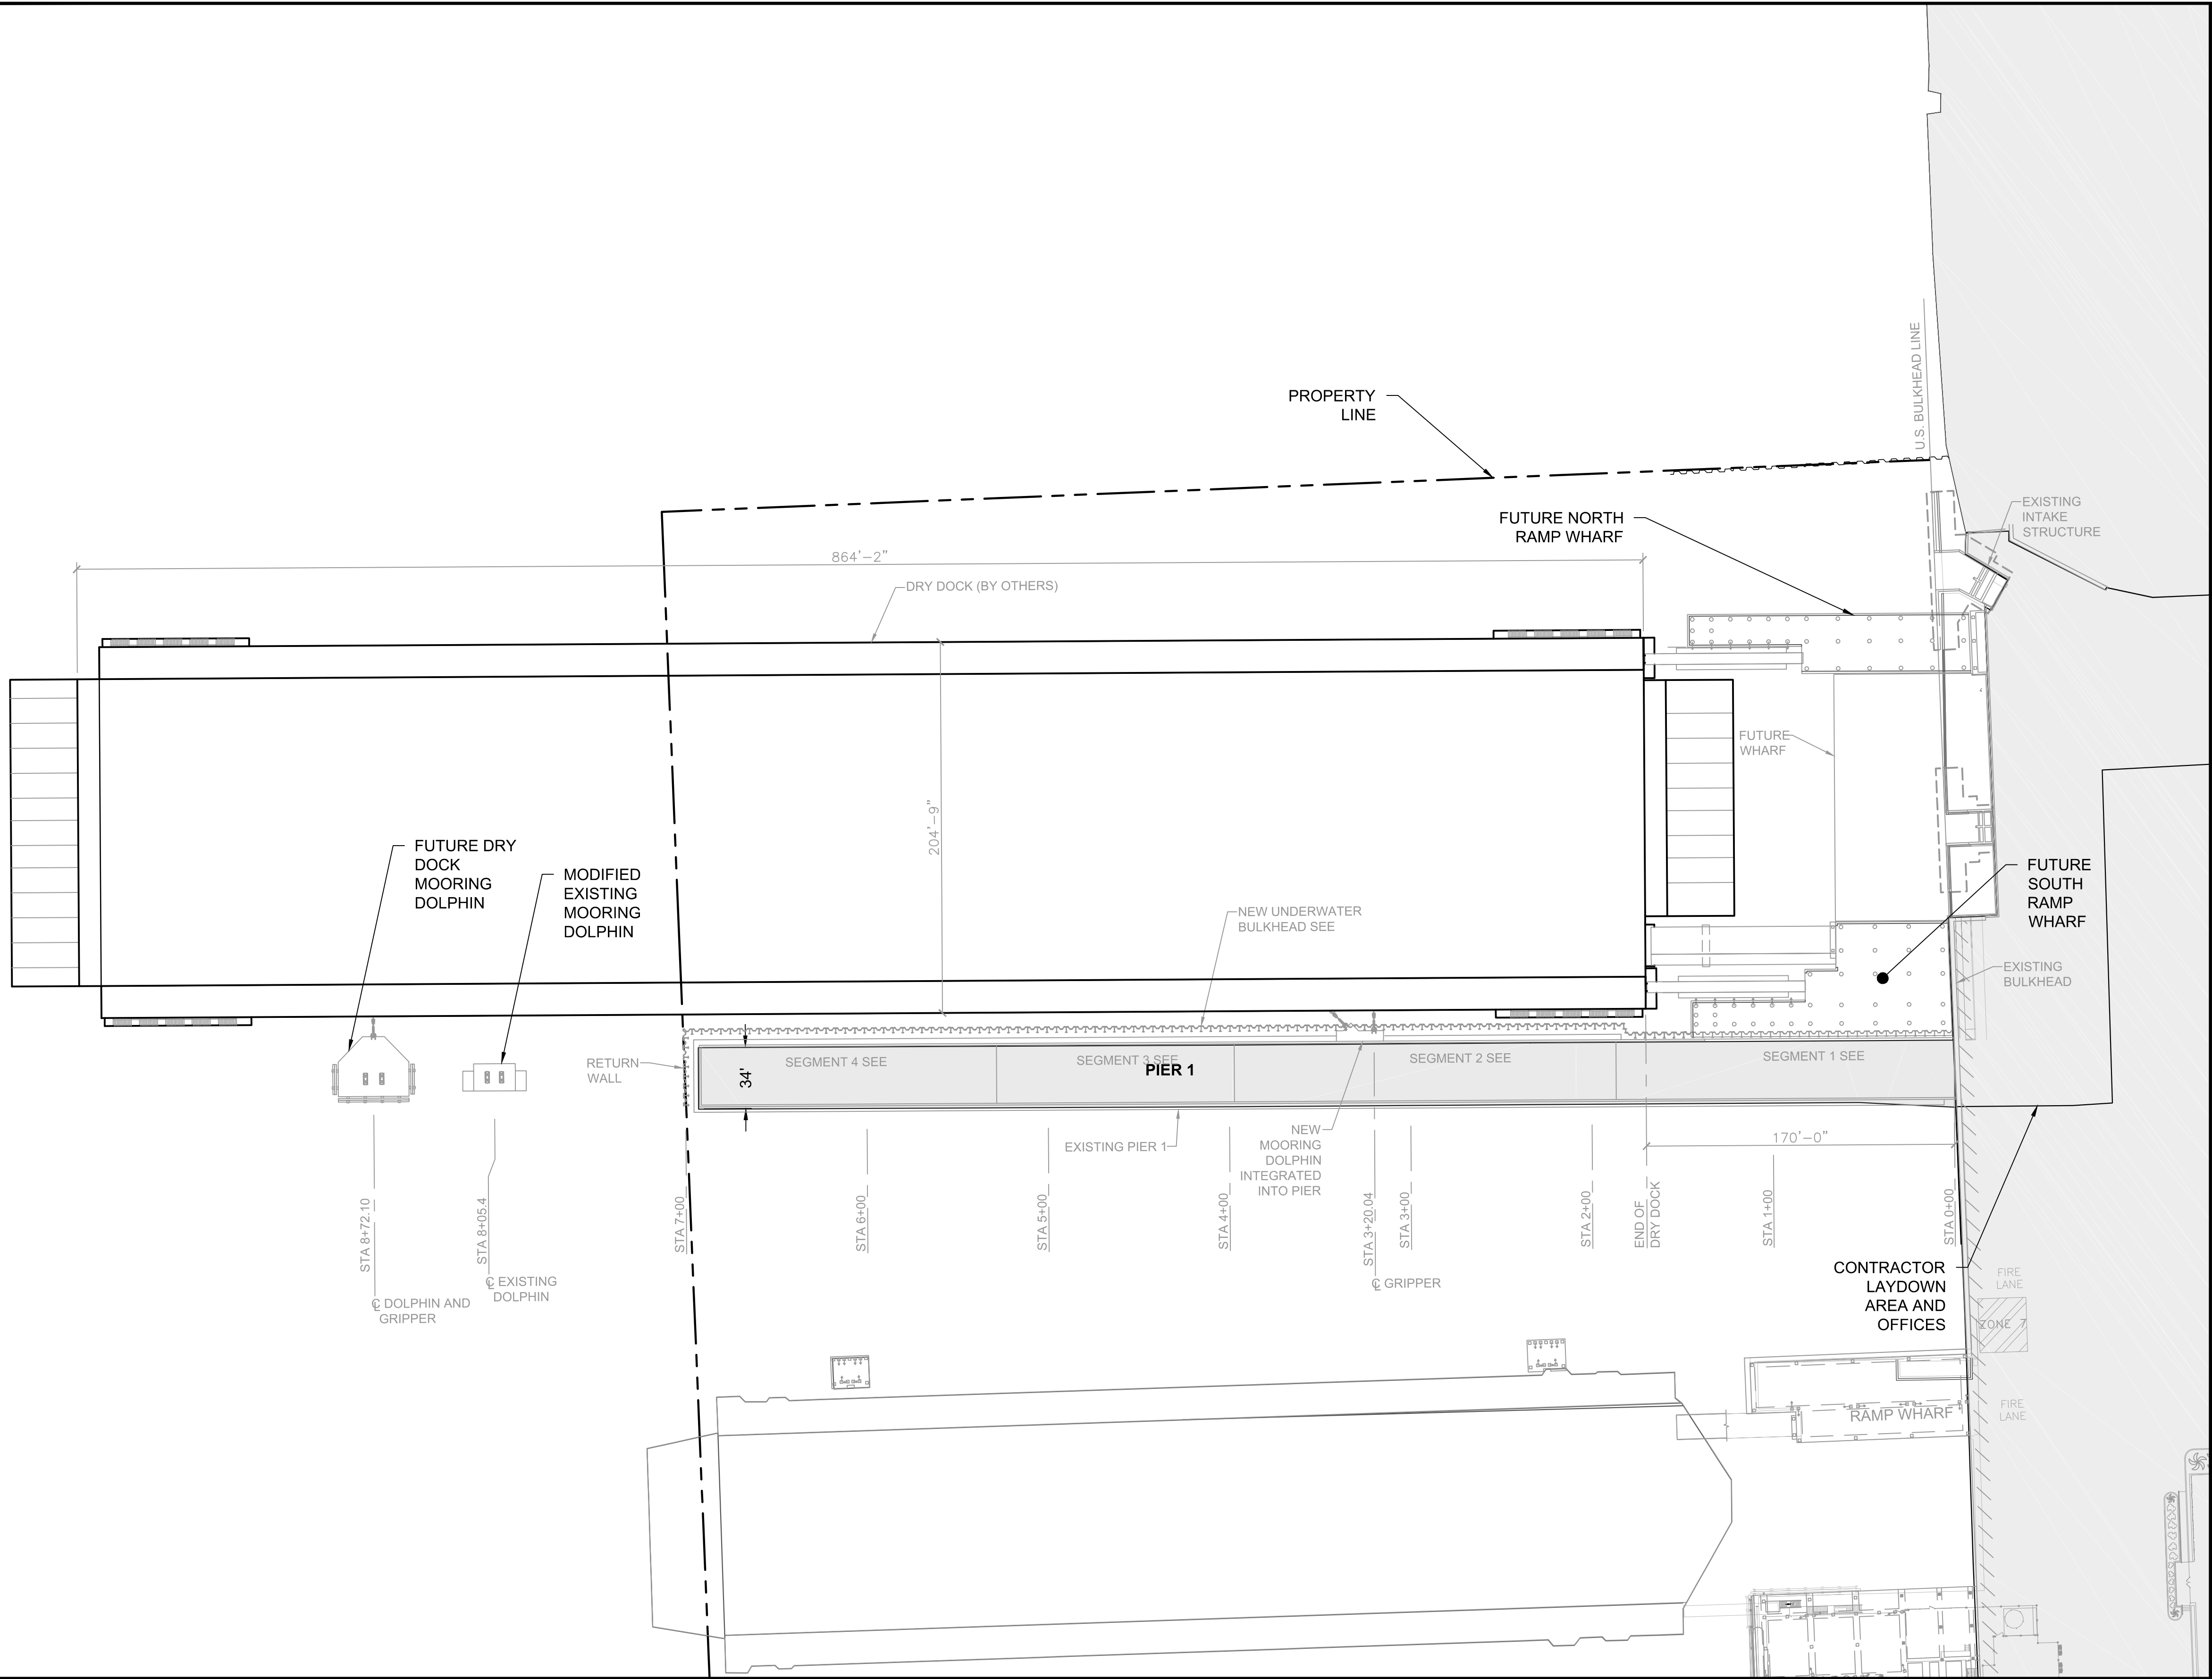 U.S. BULKHEAD LINE
PROPERTY
LINE
EXISTING
INTAKE
STRUCTURE
FUTURE NORTH
RAMP WHARF
864'-2"
DRY DOCK (BY OTHERS)
FUTURE
WHARF
204'-9"
FUTURE DRY
DOCK
MOORING
DOLPHIN
MODIFIED
EXISTING
MOORING
DOLPHIN
FUTURE
SOUTH
RAMP
WHARF
NEW UNDERWATER
BULKHEAD SEE
EXISTING
BULKHEAD
RETURN
WALL
34'
SEGMENT 4 SEE
SEGMENT 3 SEE
PIER 1
SEGMENT 2 SEE
SEGMENT 1 SEE
EXISTING PIER 1
NEW
MOORING
DOLPHIN
INTEGRATED
INTO PIER
170'-0"
STA 8+72.10
STA 8+05.4
STA 7+00
STA 6+00
STA 5+00
STA 4+00
STA 3+20.04
STA 3+00
STA 2+00
END OF
DRY DOCK
STA 1+00
STA 0+00
℄ DOLPHIN AND
GRIPPER
℄ EXISTING
DOLPHIN
℄ GRIPPER
CONTRACTOR
LAYDOWN
AREA AND
OFFICES
FIRE
LANE
ZONE 7
FIRE
LANE
RAMP WHARF